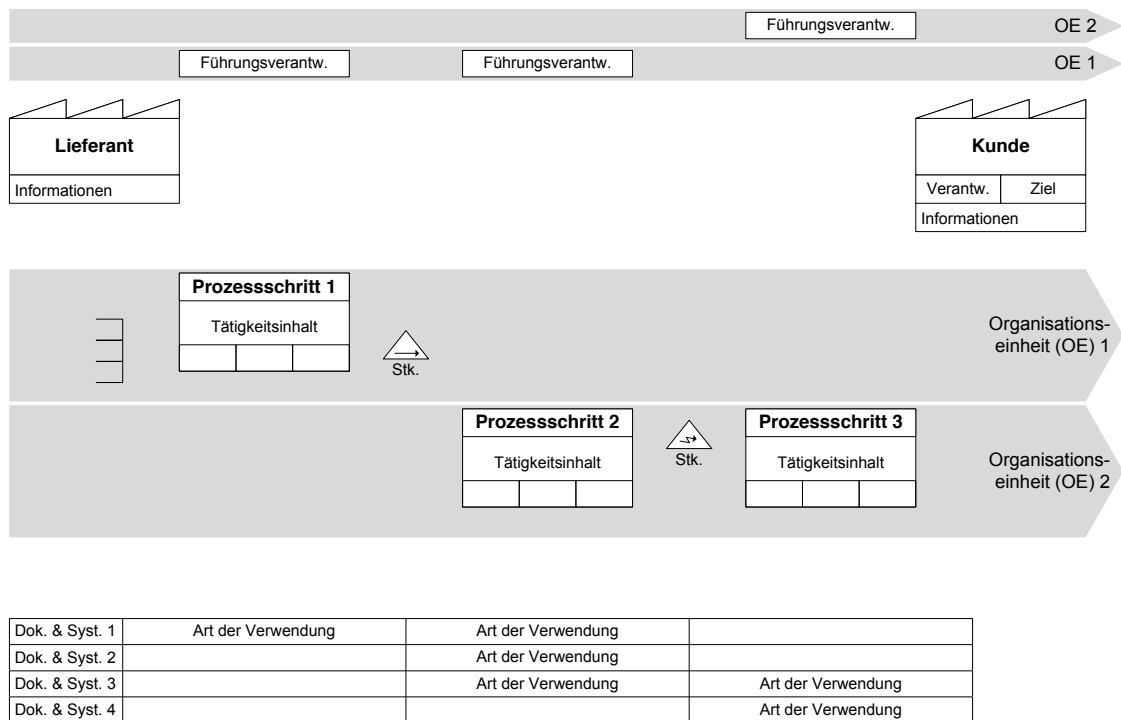 Führungsverantw.
OE 2
Führungsverantw.
Führungsverantw.
OE 1
Lieferant
Informationen
Kunde
Verantw.
Ziel
Informationen
Prozessschritt 1
Tätigkeitsinhalt
Stk.
Organisations-
einheit (OE) 1
Prozessschritt 2
Tätigkeitsinhalt
Stk.
Prozessschritt 3
Tätigkeitsinhalt
Organisations-
einheit (OE) 2
Dok. & Syst. 1 Art der Verwendung Art der Verwendung
Dok. & Syst. 2 Art der Verwendung
Dok. & Syst. 3 Art der Verwendung Art der Verwendung
Dok. & Syst. 4 Art der Verwendung